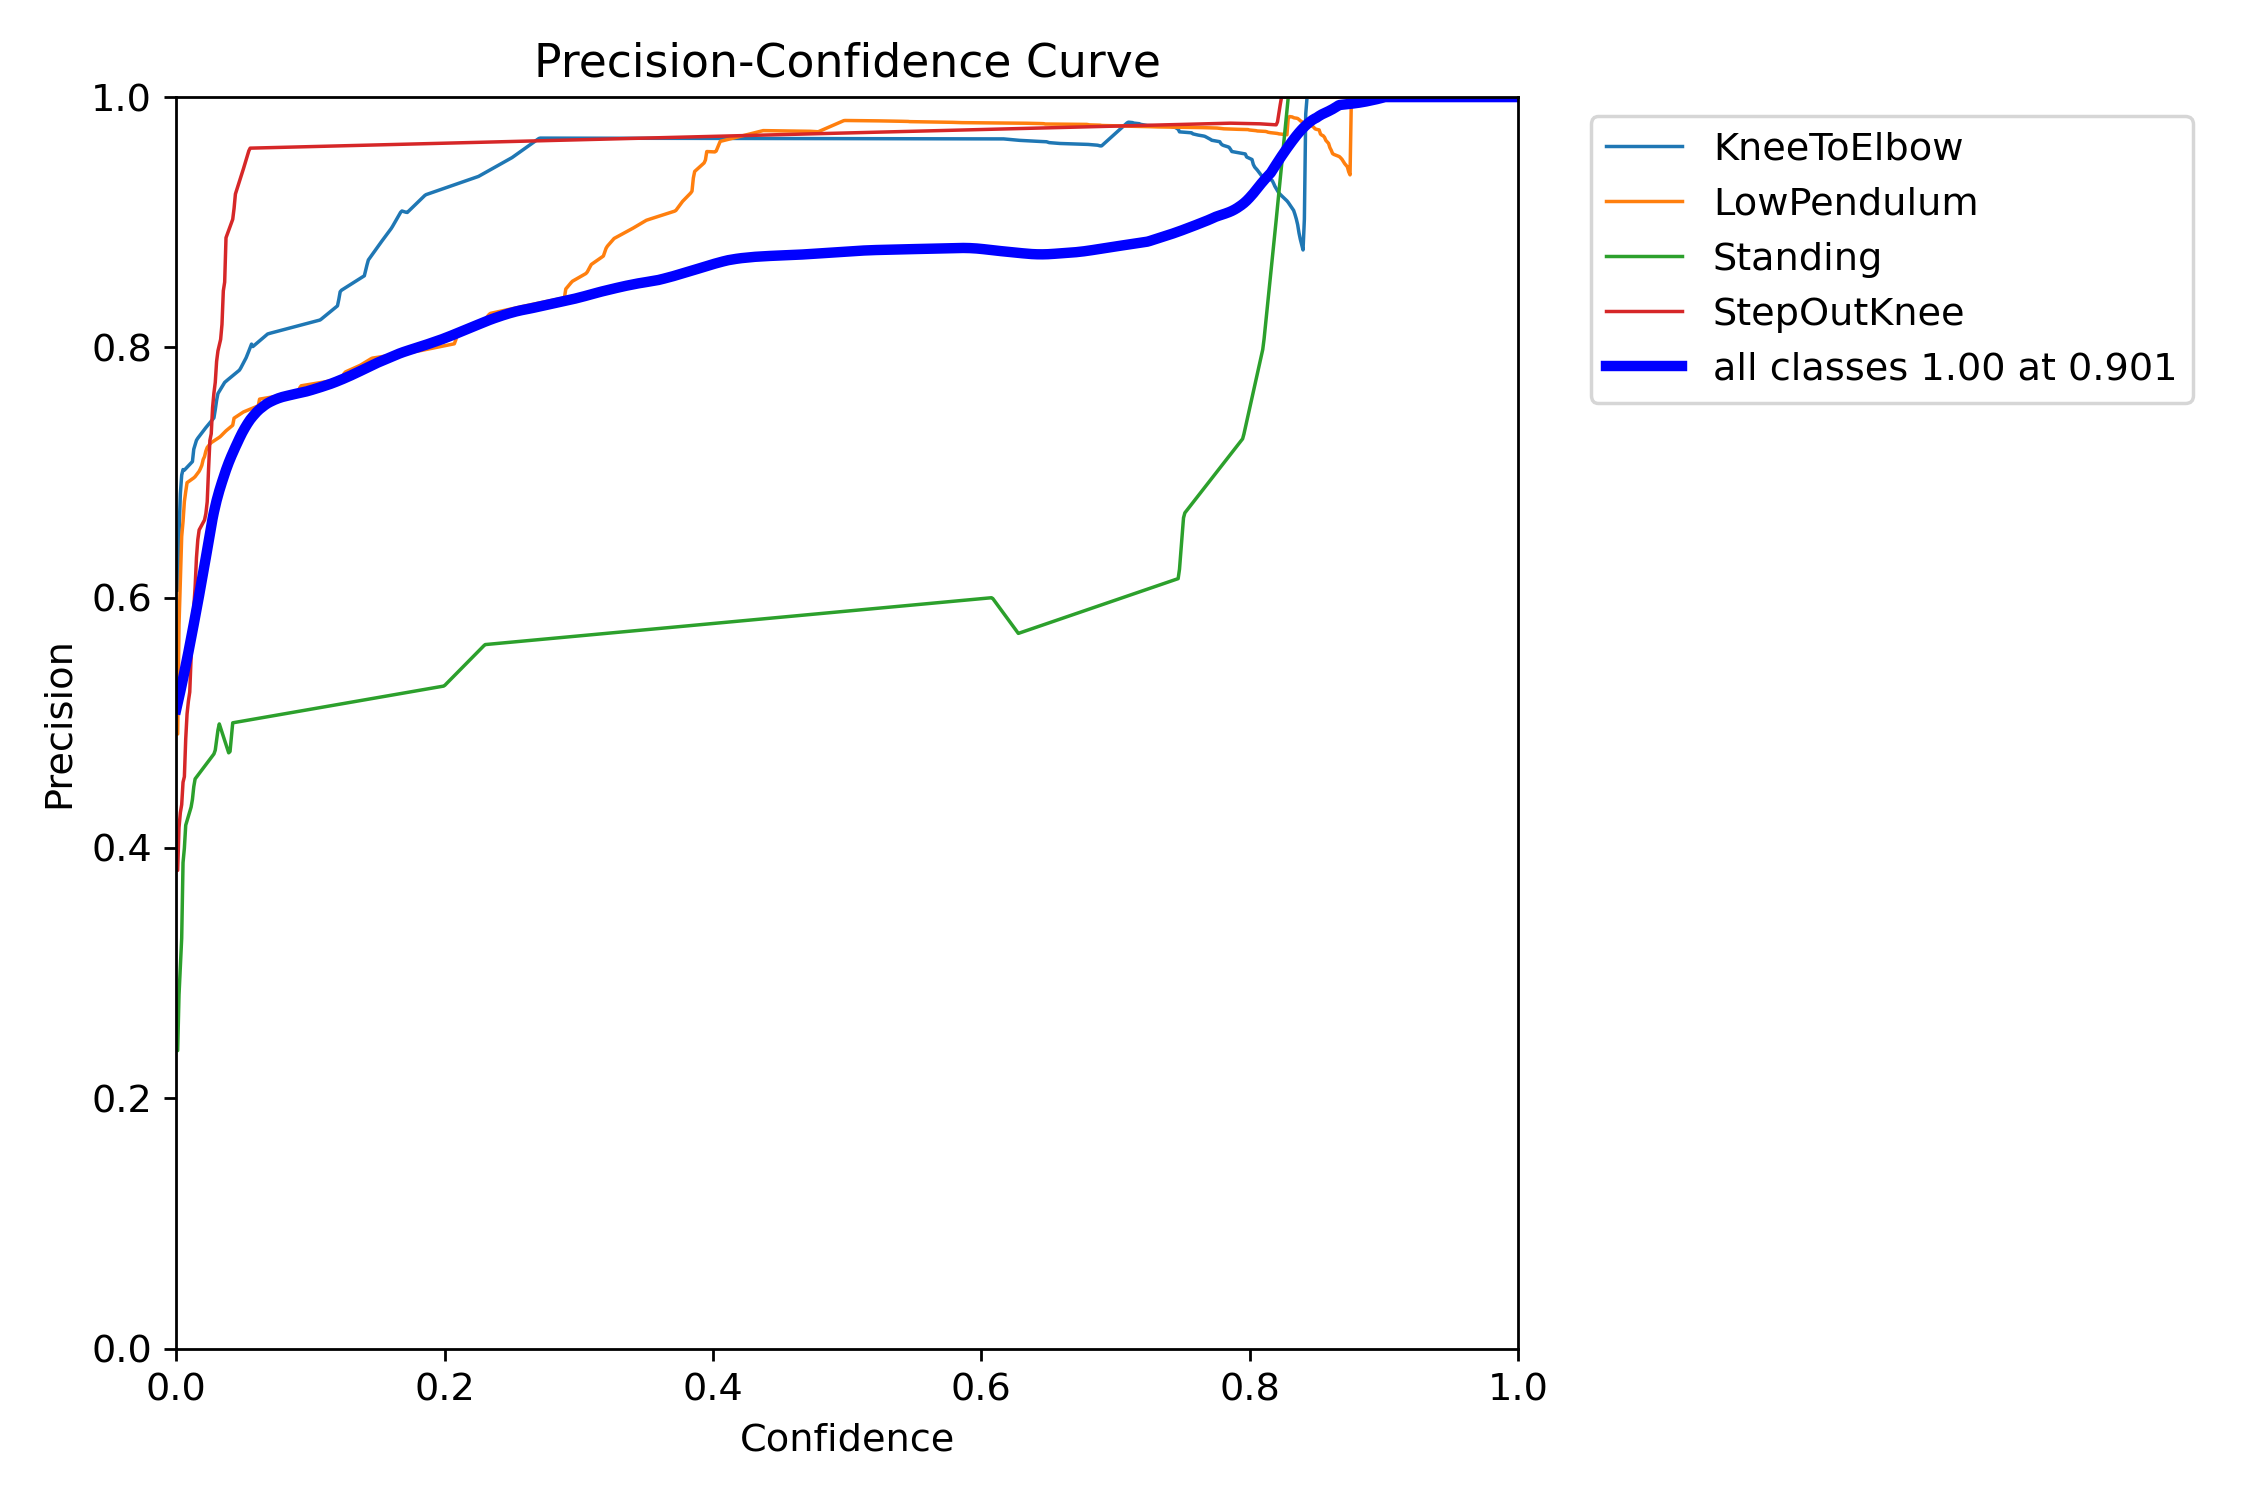 Precision-Confidence Curve
1.0
0.8
0.6
0.4
0.2
0.0
Precision
0.0 0.2 0.4 0.6 0.8 1.0
Confidence
KneeToElbow
LowPendulum
Standing
StepOutKnee
all classes 1.00 at 0.901